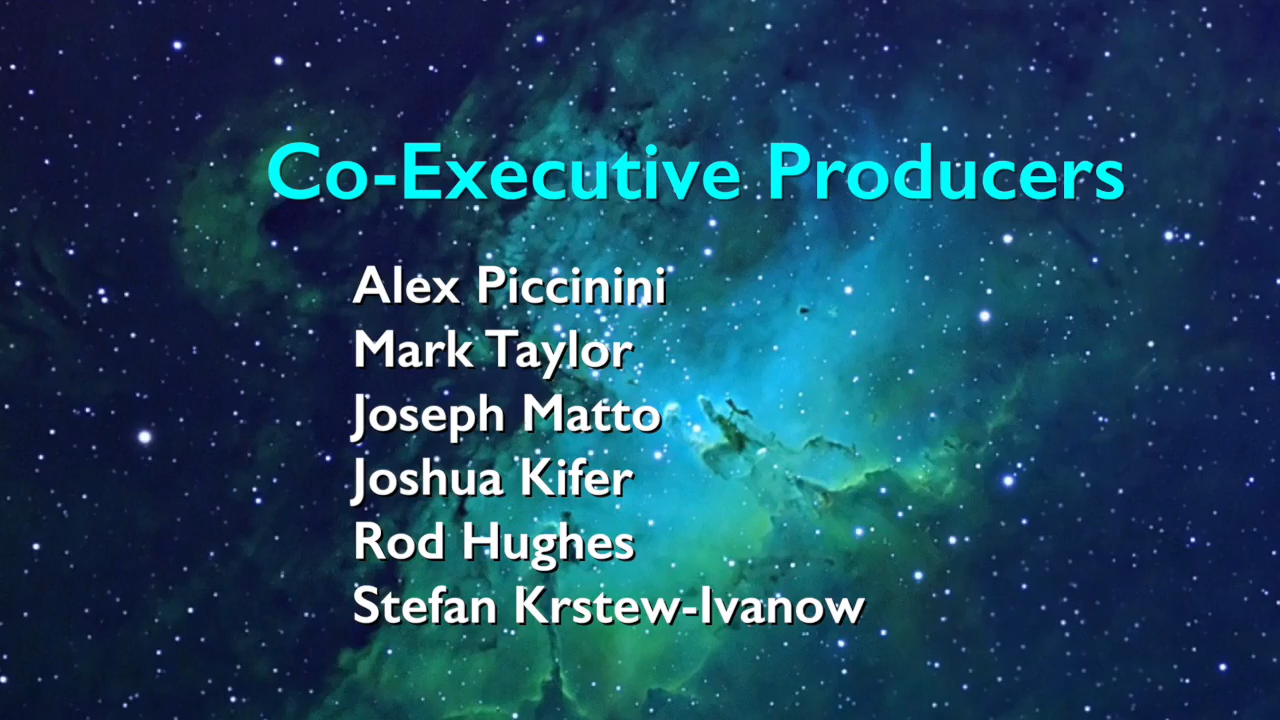 Co-Executive Producers
Alex Piccinini
Mark Taylor
Joseph Matto
Joshua Kifer
Rod Hughes
Stefan Krstew-Ivanow